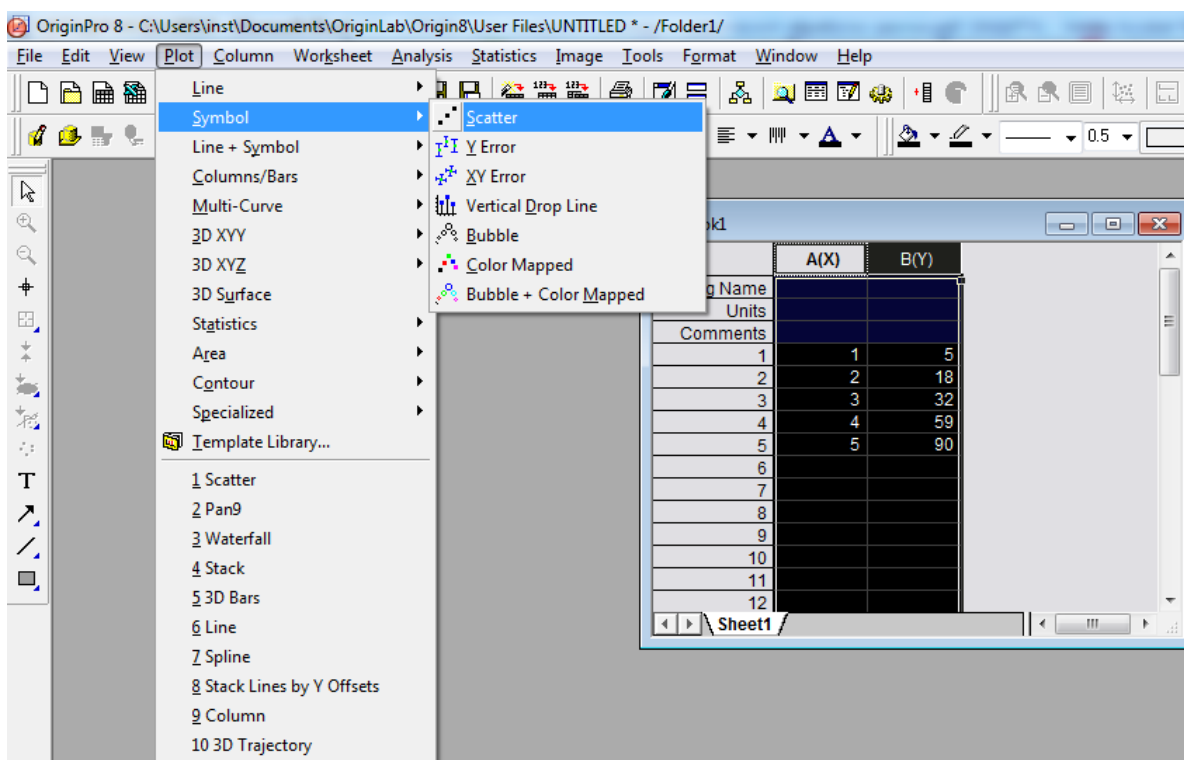 OriginPro 8 - C:\Users\inst\Documents\OriginLab\Origin8\User Files\UNTITLED * - /Folder1/
File Edit View Plot Column Worksheet Analysis Statistics Image Tools Format Window Help
Line
Symbol
Line + Symbol
Columns/Bars
Multi-Curve
3D XYY
3D XYZ
3D Surface
Statistics
Area
Contour
Specialized
Template Library...
1 Scatter
2 Pan9
3 Waterfall
4 Stack
5 3D Bars
6 Line
7 Spline
8 Stack Lines by Y Offsets
9 Column
10 3D Trajectory
Scatter
Y Error
XY Error
Vertical Drop Line
Bubble
Color Mapped
Bubble + Color Mapped
0.5
T
A(X) B(Y)
Name
Units
Comments
1 1 5
2 2 18
3 3 32
4 4 59
5 5 90
6
7
8
9
10
11
12
Sheet1